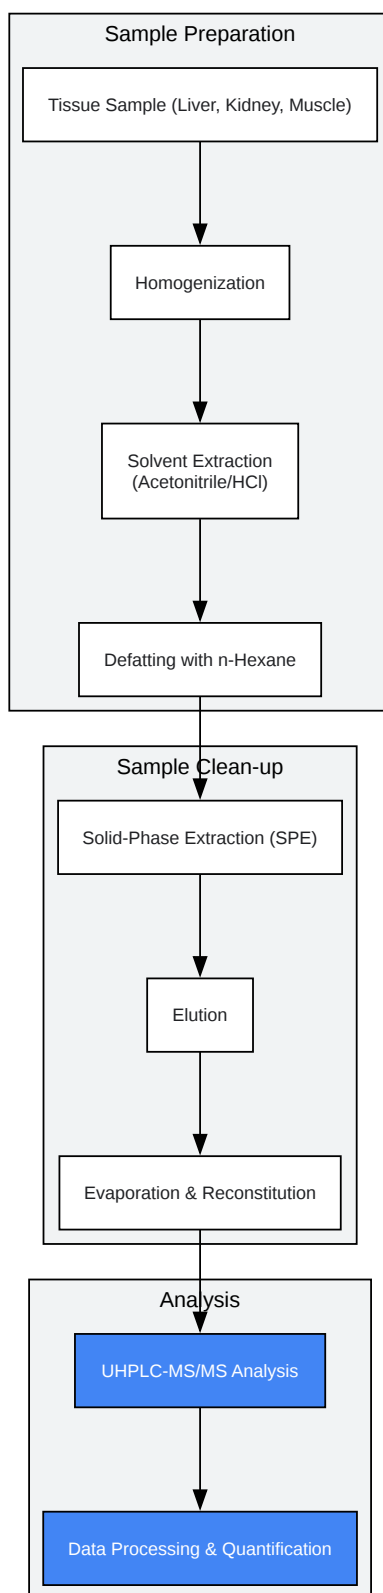 Sample Preparation
Tissue Sample (Liver, Kidney, Muscle)
Homogenization
Solvent Extraction
(Acetonitrile/HCl)
Defatting with n-Hexane
Sample Clean-up
Solid-Phase Extraction (SPE)
Elution
Evaporation & Reconstitution
Analysis
UHPLC-MS/MS Analysis
Data Processing & Quantification